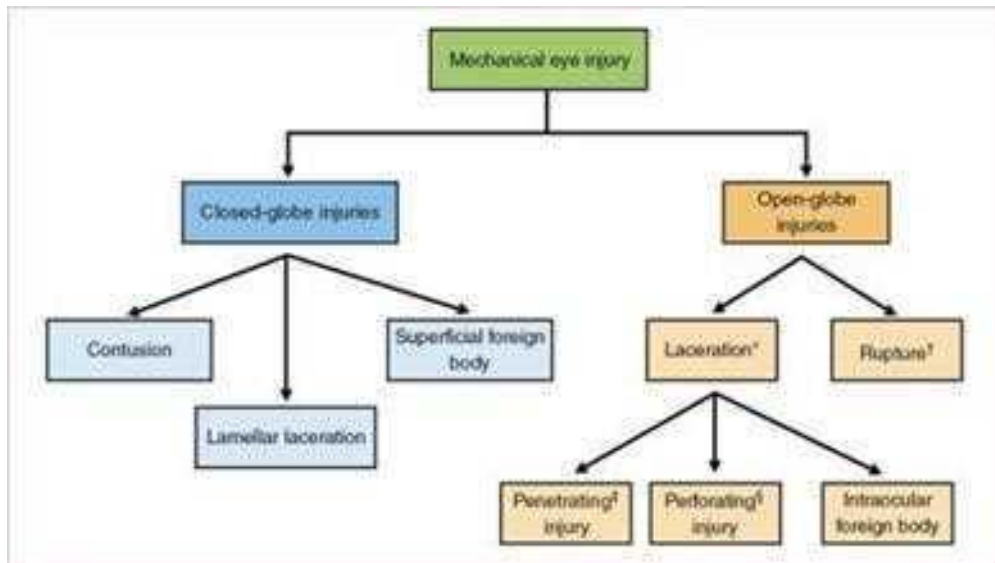 Mechanical eye injury
Closed-globe injuries
Open-globe
injuries
Contusion
Superficial foreign
body
Laceration*
Rupture†
Lamellar laceration
Penetrating‡
injury
Perforating§
injury
Intraocular
foreign body